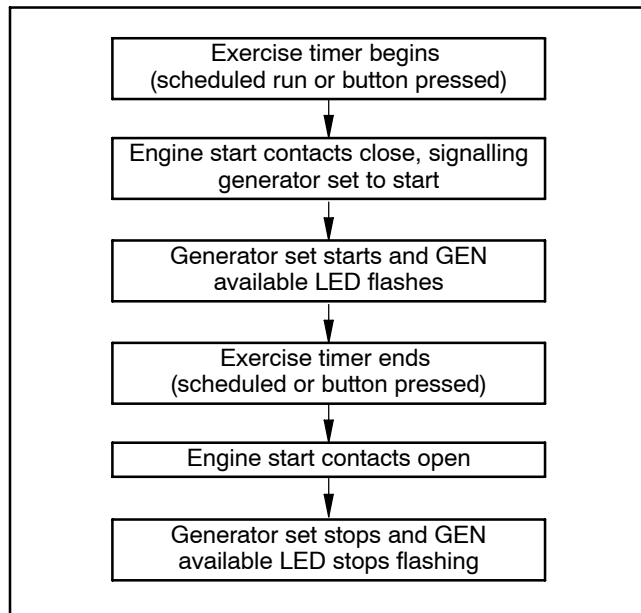 Exercise timer begins
(scheduled run or button pressed)
Engine start contacts close, signalling
generator set to start
Generator set starts and GEN
available LED flashes
Exercise timer ends
(scheduled or button pressed)
Engine start contacts open
Generator set stops and GEN
available LED stops flashing